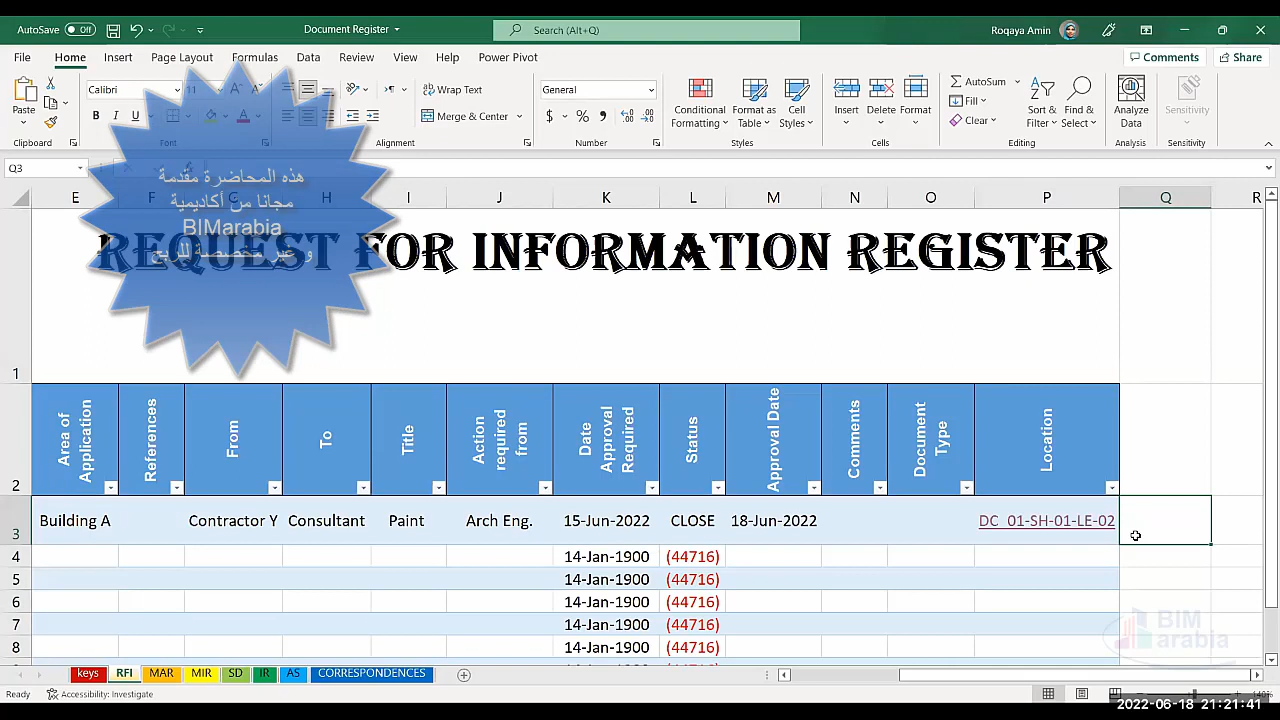 AutoSave Off
Document Register
Search (Alt+Q)
Roqaya Amin
File Home Insert Page Layout Formulas Data Review View Help Power Pivot
Comments Share
Paste
Calibri 11
B I U
Wrap Text
Merge & Center
General
$ % 9
Conditional Formatting
Format as Table
Cell Styles
Insert Delete Format
AutoSum
Fill
Clear
Sort & Filter
Find & Select
Analyze Data
Sensitivity
Clipboard Font Alignment Number Styles Cells Editing Analysis Sensitivity
Q3
هذه المحاضرة مقدمة
مجانا من أكاديمية
BIMarabia
و غير مخصصة للربح
E F G H I J K L M N O P Q R
REQUEST FOR INFORMATION REGISTER
1
Area of Application
References
From
To
Title
Action required from
Date Approval Required
Status
Approval Date
Comments
Document Type
Location
2
3 Building A Contractor Y Consultant Paint Arch Eng. 15-Jun-2022 CLOSE 18-Jun-2022 DC_01-SH-01-LE-02
4 14-Jan-1900 (44716)
5 14-Jan-1900 (44716)
6 14-Jan-1900 (44716)
7 14-Jan-1900 (44716)
8 14-Jan-1900 (44716)
BIM
arabia
keys RFI MAR MIR SD IR AS CORRESPONDENCES
Ready Accessibility: Investigate
140%
2022-06-18 21:21:41